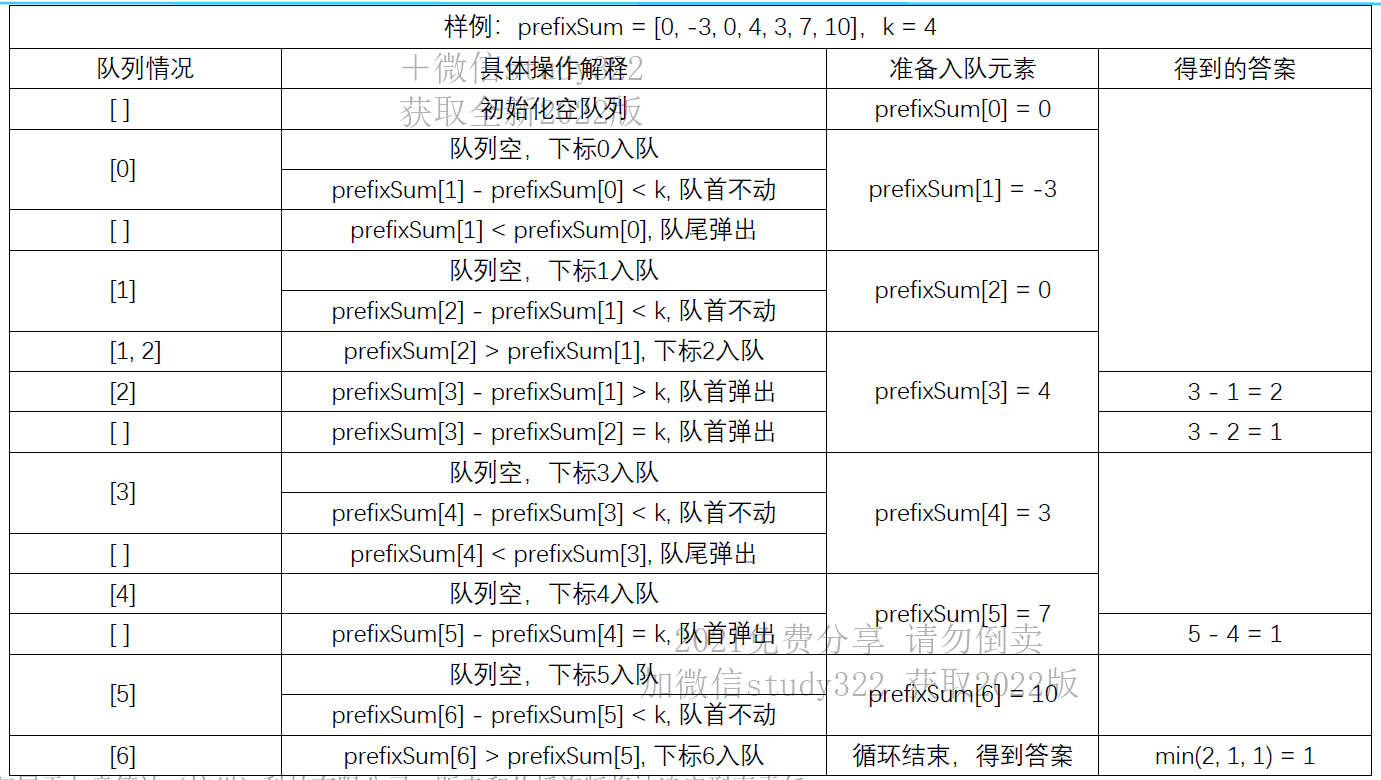 样例：prefixSum = [0, -3, 0, 4, 3, 7, 10]，k = 4
队列情况 具体操作解释 准备入队元素 得到的答案
十微信study322
获取全新2022版
[ ] 初始化空队列 prefixSum[0] = 0
[0] 队列空，下标0入队 prefixSum[1] = -3
prefixSum[1] - prefixSum[0] < k, 队首不动
[ ] prefixSum[1] < prefixSum[0], 队尾弹出
[1] 队列空，下标1入队 prefixSum[2] = 0
prefixSum[2] - prefixSum[1] < k, 队首不动
[1, 2] prefixSum[2] > prefixSum[1], 下标2入队 prefixSum[3] = 4
[2] prefixSum[3] - prefixSum[1] > k, 队首弹出 3 - 1 = 2
[ ] prefixSum[3] - prefixSum[2] = k, 队首弹出 3 - 2 = 1
[3] 队列空，下标3入队 prefixSum[4] = 3
prefixSum[4] - prefixSum[3] < k, 队首不动
[ ] prefixSum[4] < prefixSum[3], 队尾弹出
[4] 队列空，下标4入队 prefixSum[5] = 7
[ ] prefixSum[5] - prefixSum[4] = k, 队首弹出 5 - 4 = 1
2021免费分享 请勿倒卖
加微信study322 获取2022版
[5] 队列空，下标5入队 prefixSum[6] = 10
prefixSum[6] - prefixSum[5] < k, 队首不动
[6] prefixSum[6] > prefixSum[5], 下标6入队 循环结束，得到答案 min(2, 1, 1) = 1